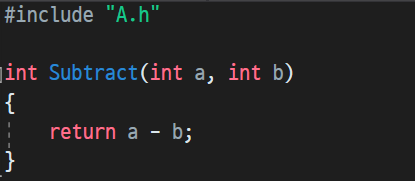 #include "A.h"
int Subtract(int a, int b)
{
return a - b;
}